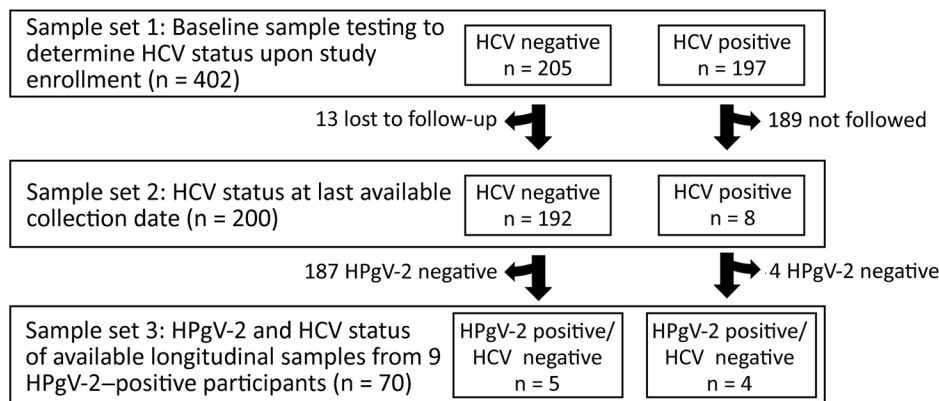 Sample set 1: Baseline sample testing to
determine HCV status upon study
enrollment (n = 402)
HCV negative
n = 205
HCV positive
n = 197
13 lost to follow-up
189 not followed
Sample set 2: HCV status at last available
collection date (n = 200)
HCV negative
n = 192
HCV positive
n = 8
187 HPgV-2 negative
4 HPgV-2 negative
Sample set 3: HPgV-2 and HCV status
of available longitudinal samples from 9
HPgV-2–positive participants (n = 70)
HPgV-2 positive/
HCV negative
n = 5
HPgV-2 positive/
HCV negative
n = 4